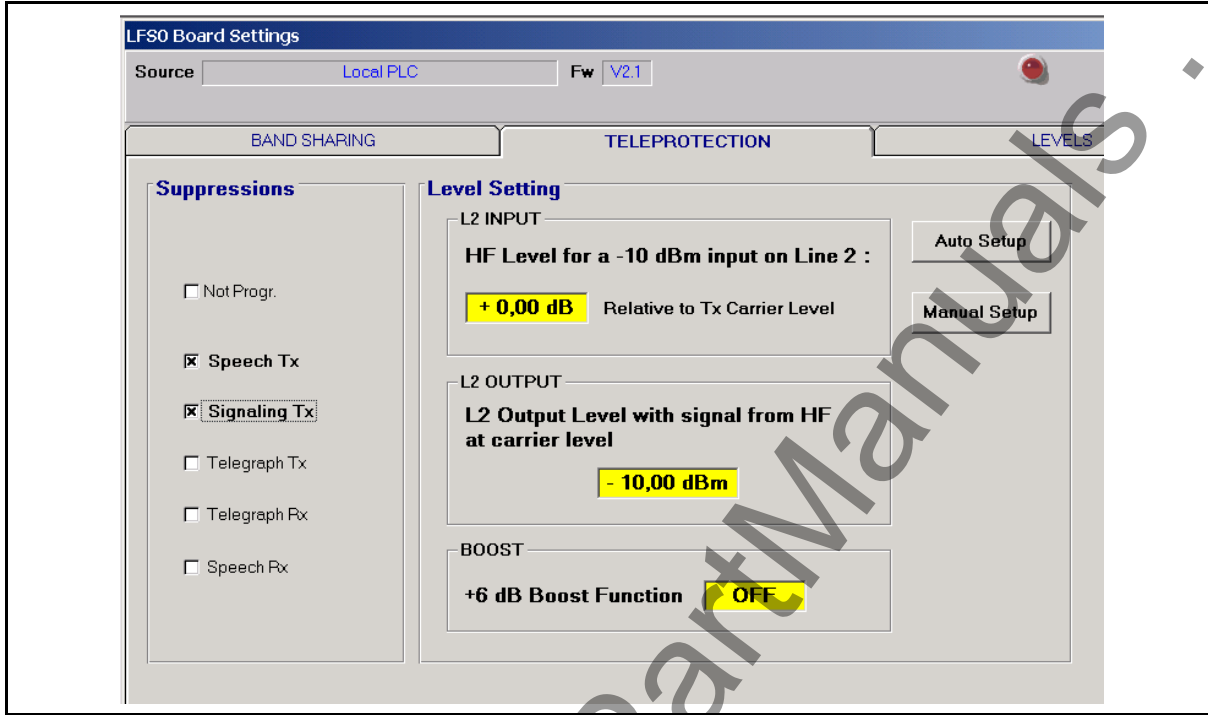 LFS0 Board Settings
Source Local PLC Fw V2.1
BAND SHARING TELEPROTECTION LEVELS
Suppressions
Not Progr.
Speech Tx
Signaling Tx
Telegraph Tx
Telegraph Rx
Speech Rx
Level Setting
L2 INPUT
HF Level for a -10 dBm input on Line 2 :
+ 0,00 dB Relative to Tx Carrier Level
L2 OUTPUT
L2 Output Level with signal from HF
at carrier level
- 10,00 dBm
BOOST
+6 dB Boost Function OFF
Auto Setup
Manual Setup
artManuals .